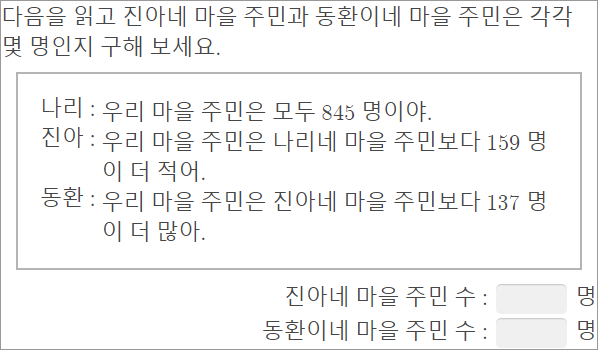 다음을 읽고 진아네 마을 주민과 동환이네 마을 주민은 각각
몇 명인지 구해 보세요.
나리 : 우리 마을 주민은 모두 845 명이야.
진아 : 우리 마을 주민은 나리네 마을 주민보다 159 명
이 더 적어.
동환 : 우리 마을 주민은 진아네 마을 주민보다 137 명
이 더 많아.
진아네 마을 주민 수 : 명
동환이네 마을 주민 수 : 명